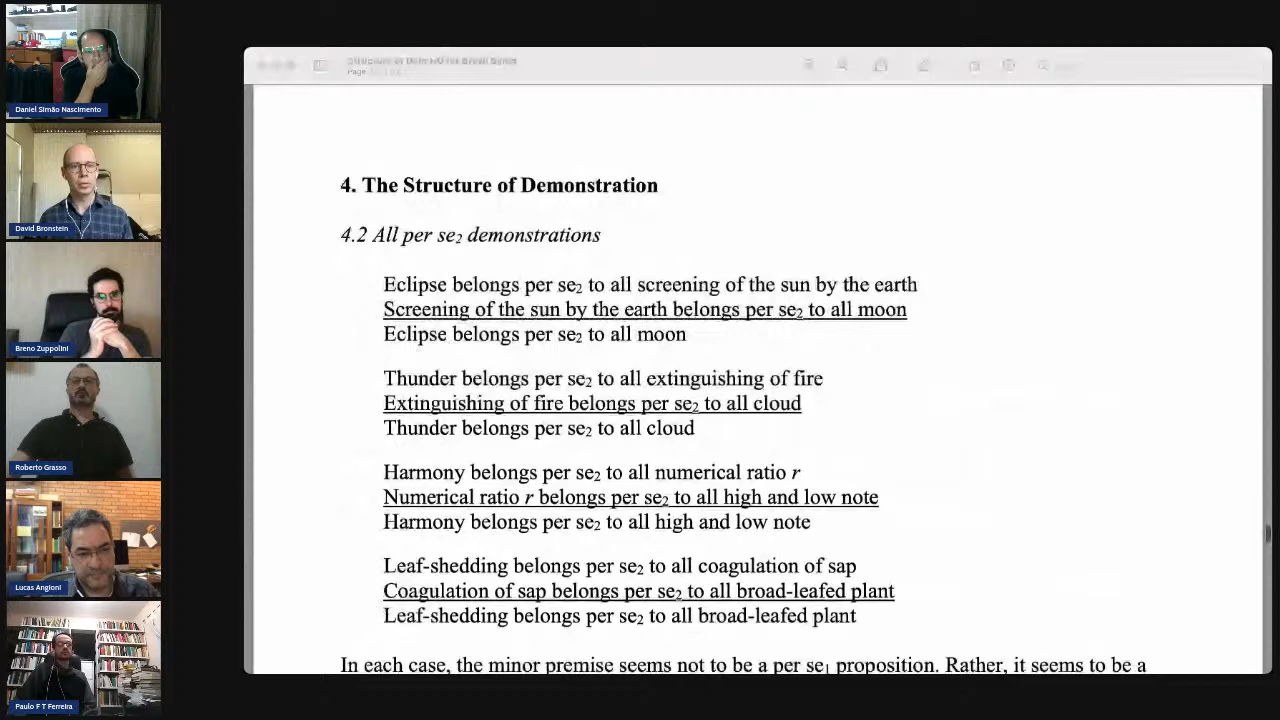 Daniel Simão Nascimento
David Bronstein
Breno Zuppolini
Roberto Grasso
Lucas Angioni
Paulo F T Ferreira
Page
4. The Structure of Demonstration
4.2 All per se₂ demonstrations
Eclipse belongs per se₂ to all screening of the sun by the earth
Screening of the sun by the earth belongs per se₂ to all moon
Eclipse belongs per se₂ to all moon
Thunder belongs per se₂ to all extinguishing of fire
Extinguishing of fire belongs per se₂ to all cloud
Thunder belongs per se₂ to all cloud
Harmony belongs per se₂ to all numerical ratio r
Numerical ratio r belongs per se₂ to all high and low note
Harmony belongs per se₂ to all high and low note
Leaf-shedding belongs per se₂ to all coagulation of sap
Coagulation of sap belongs per se₂ to all broad-leafed plant
Leaf-shedding belongs per se₂ to all broad-leafed plant
In each case, the minor premise seems not to be a per se₁ proposition. Rather, it seems to be a